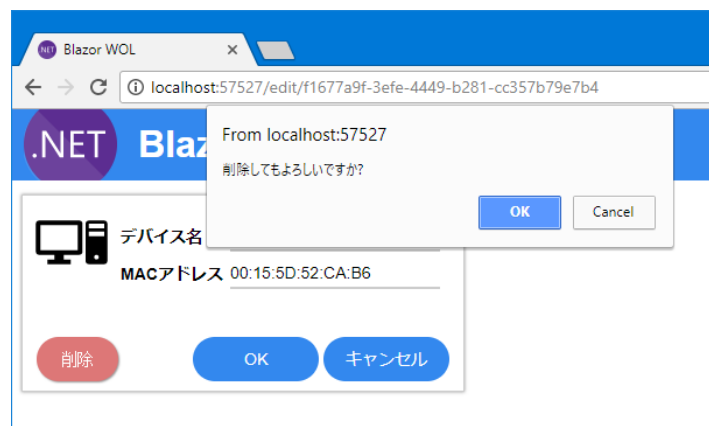 Blazor WOL
localhost:57527/edit/f1677a9f-3efe-4449-b281-cc357b79e7b4
.NET Blaz
From localhost:57527
削除してもよろしいですか?
OK Cancel
デバイス名
MACアドレス 00:15:5D:52:CA:B6
削除 OK キャンセル